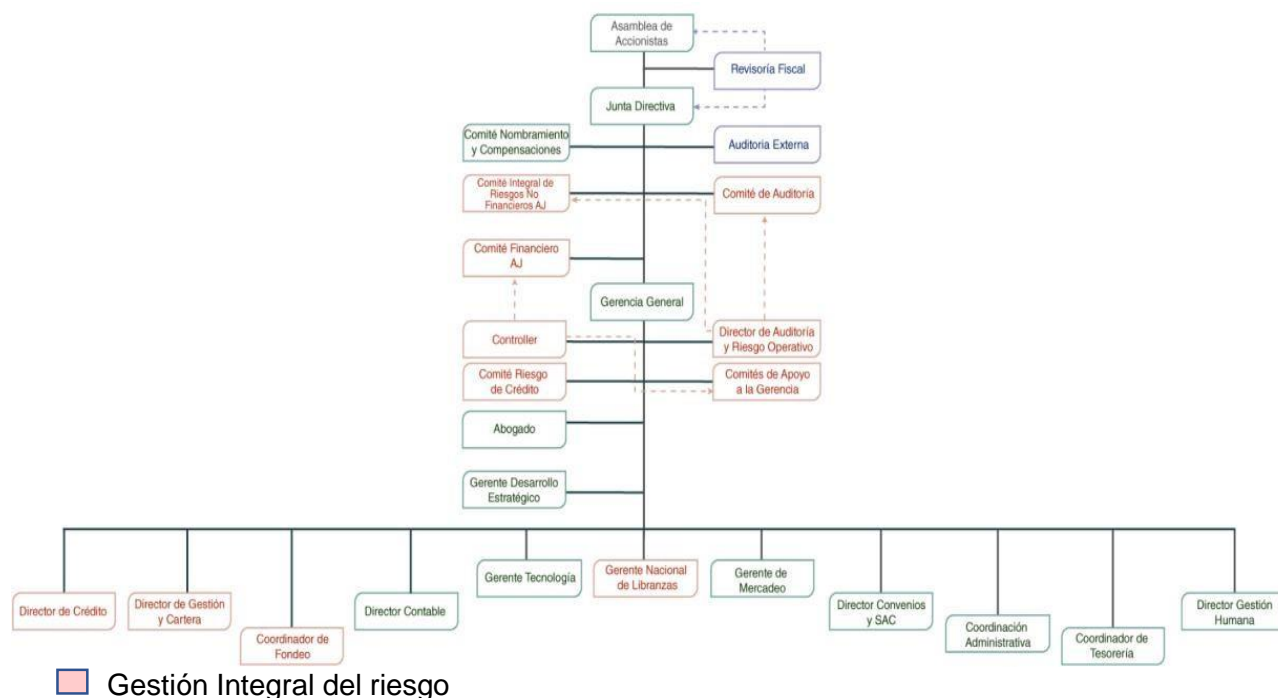 Asamblea de
Accionistas
Revisoría Fiscal
Junta Directiva
Comité Nombramiento
y Compensaciones
Auditoria Externa
Comité Integral de
Riesgos No
Financieros AJ
Comité de Auditoría
Comité Financiero
AJ
Gerencia General
Controller
Director de Auditoría
y Riesgo Operativo
Comité Riesgo
de Crédito
Comités de Apoyo
a la Gerencia
Abogado
Gerente Desarrollo
Estratégico
Director de Crédito
Director de Gestión
y Cartera
Coordinador de
Fondeo
Director Contable
Gerente Tecnología
Gerente Nacional
de Libranzas
Gerente de
Mercadeo
Director Convenios
y SAC
Coordinación
Administrativa
Coordinador de
Tesorería
Director Gestión
Humana
Gestión Integral del riesgo